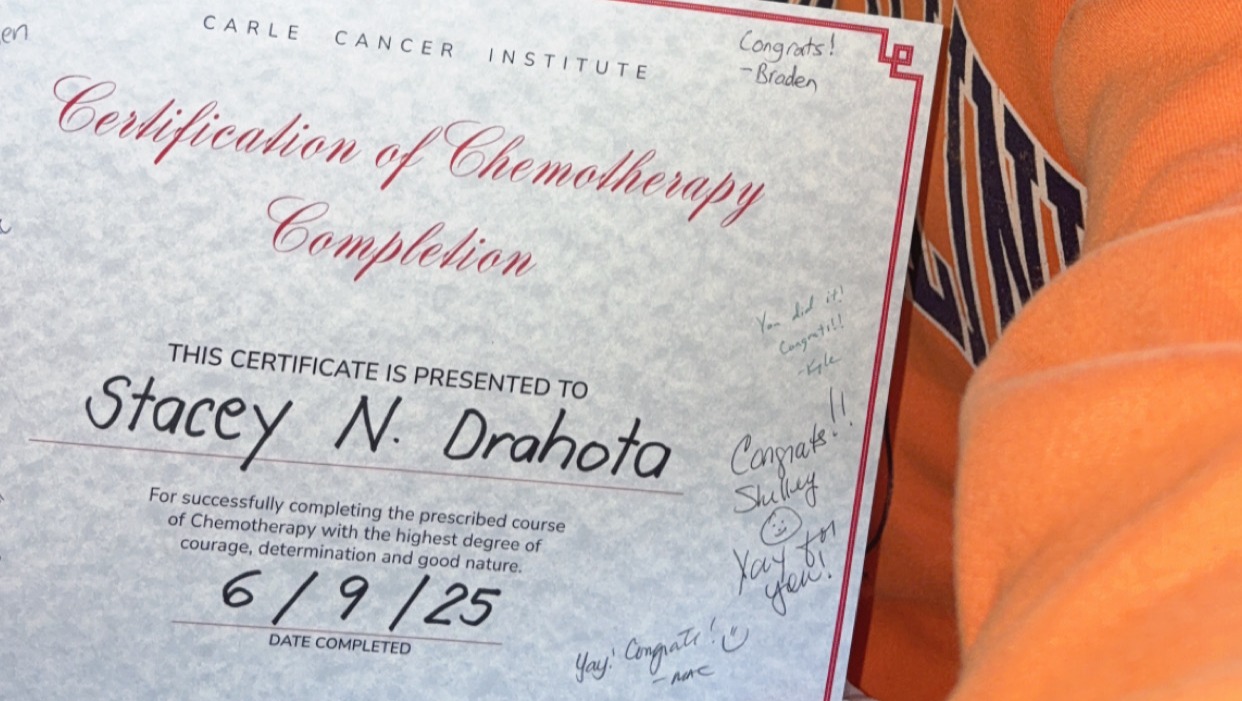 en
CARLE CANCER INSTITUTE
Congrats!
-Braden
Certification of Chemotherapy
Completion
THIS CERTIFICATE IS PRESENTED TO
Stacey N. Drahota
You did it!
Congrats!!
-Kyle
Congrats!!
Shelley
Yay for
you!
For successfully completing the prescribed course
of Chemotherapy with the highest degree of
courage, determination and good nature.
6/9/25
DATE COMPLETED
Yay! Congrats!